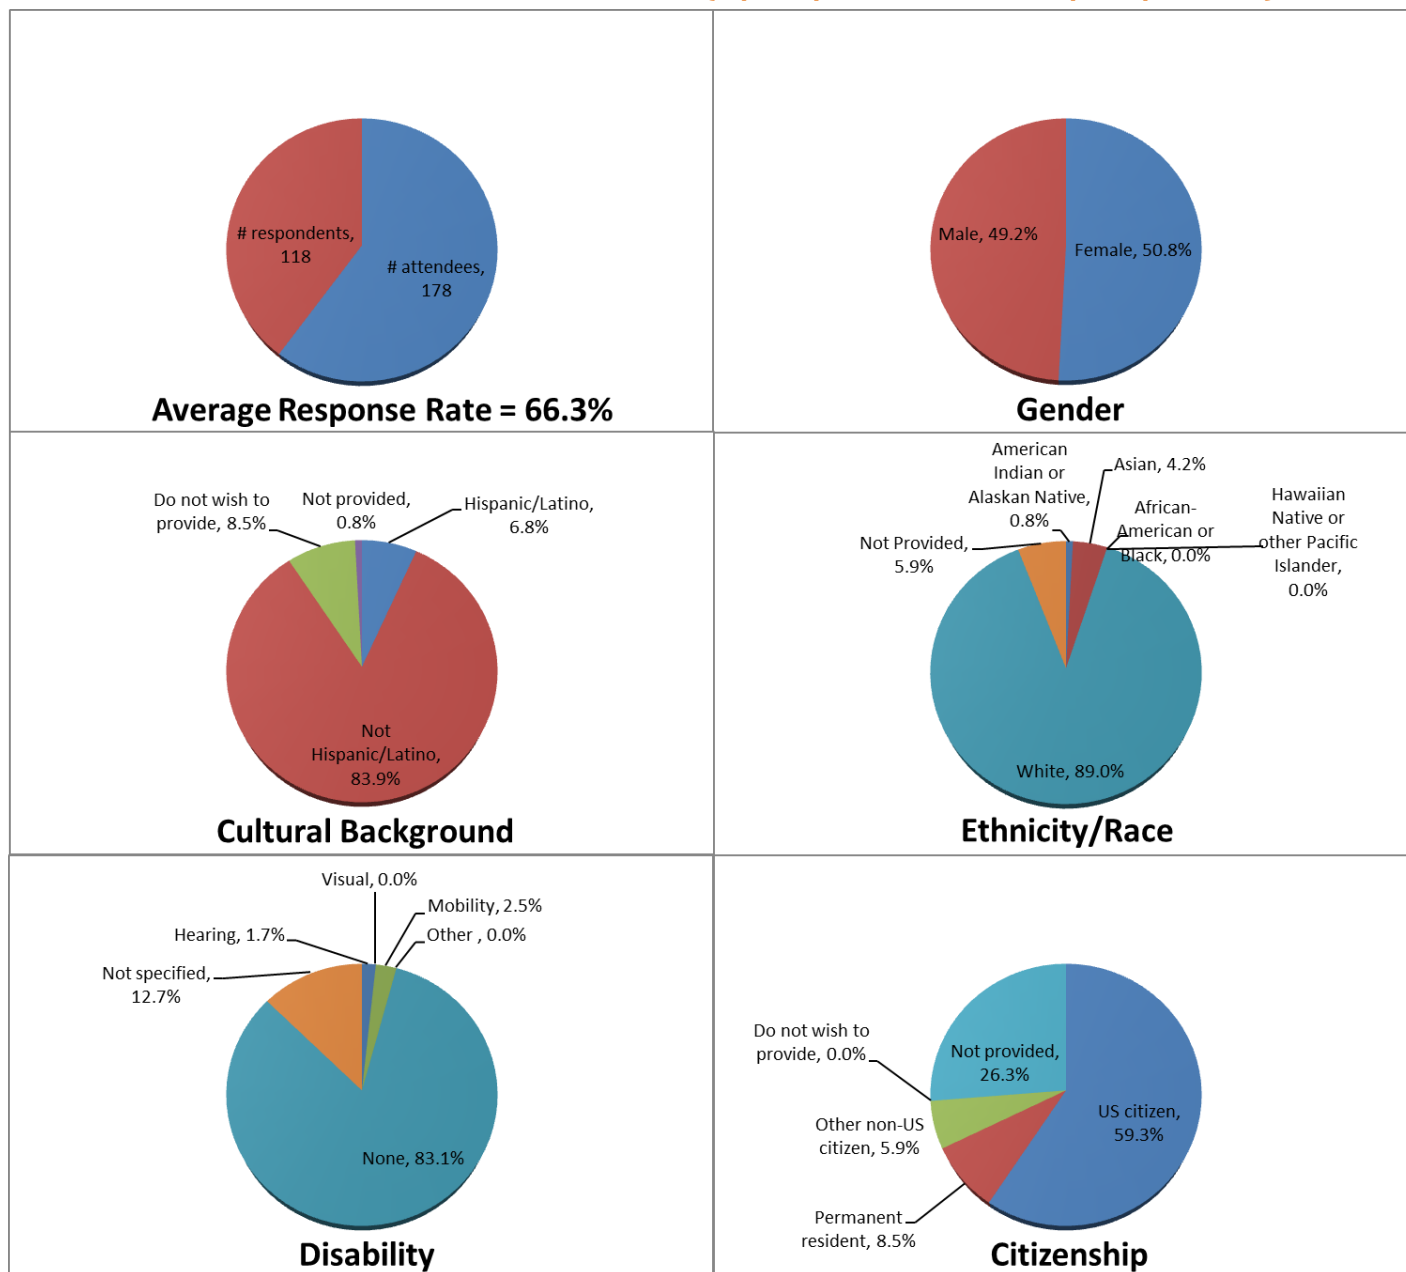 # respondents,
118
# attendees,
178
Average Response Rate = 66.3%
Male, 49.2%
Female, 50.8%
Gender
Do not wish to
provide, 8.5%
Not provided,
0.8%
Hispanic/Latino,
6.8%
Not
Hispanic/Latino,
83.9%
Cultural Background
American
Indian or
Alaskan Native,
0.8%
Asian, 4.2%
African-
American or
Black, 0.0%
Hawaiian
Native or
other Pacific
Islander,
0.0%
Not Provided,
5.9%
White, 89.0%
Ethnicity/Race
Visual, 0.0%
Mobility, 2.5%
Other , 0.0%
Hearing, 1.7%
Not specified,
12.7%
None, 83.1%
Disability
Do not wish to
provide, 0.0%
Not provided,
26.3%
US citizen,
59.3%
Other non-US
citizen, 5.9%
Permanent
resident, 8.5%
Citizenship